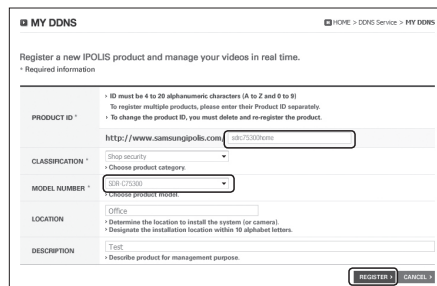 MY DDNS
HOME > DDNS Service > MY DDNS
Register a new IPOLIS product and manage your videos in real time.
* Required information
PRODUCT ID *
› ID must be 4 to 20 alphanumeric characters (A to Z and 0 to 9)
To register multiple products, please enter their Product ID separately.
› To change the product ID, you must delete and re-register the product.
http://www.samsungipolis.com/ sdrc75300home
CLASSIFICATION *
Shop security
› Choose product category.
MODEL NUMBER *
SDR-C75300
› Choose product model.
LOCATION
Office
› Determine the location to install the system (or camera).
› Designate the installation location within 10 alphabet letters.
DESCRIPTION
Test
› Describe product for management purpose.
REGISTER › CANCEL ›